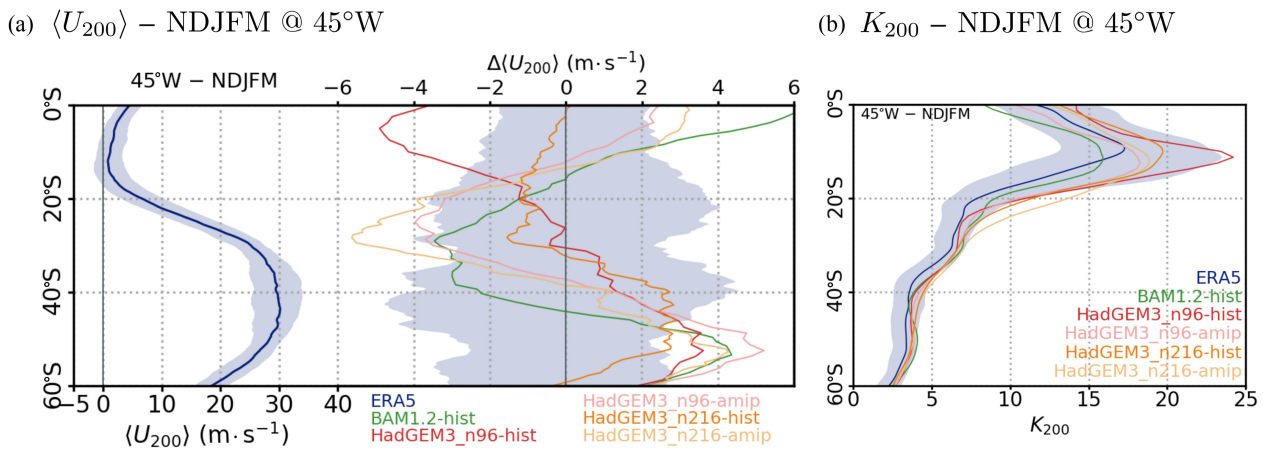 (a) ⟨U₂₀₀⟩ – NDJFM @ 45°W
(b) K₂₀₀ – NDJFM @ 45°W
Δ⟨U₂₀₀⟩ (m·s⁻¹)
45°W − NDJFM
−6 −4 −2 0 2 4 6
0°S
20°S
40°S
60°S
−5 0 10 20 30 40
⟨U₂₀₀⟩ (m·s⁻¹)
ERA5
BAM1.2-hist
HadGEM3_n96-hist
HadGEM3_n96-amip
HadGEM3_n216-hist
HadGEM3_n216-amip
0°S
20°S
40°S
60°S
45°W − NDJFM
ERA5
BAM1.2-hist
HadGEM3_n96-hist
HadGEM3_n96-amip
HadGEM3_n216-hist
HadGEM3_n216-amip
0 5 10 15 20 25
K₂₀₀